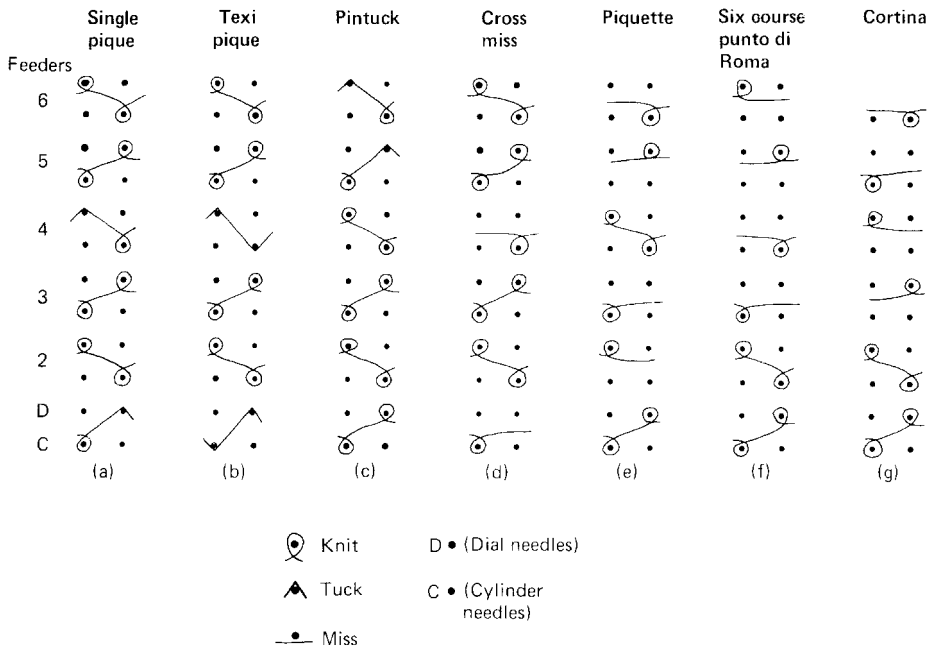 Single Texi Pintuck Cross Piquette Six course Cortina
pique pique miss punto di
Feeders Roma
6
5
4
3
2
D
C
(a) (b) (c) (d) (e) (f) (g)
Knit D • (Dial needles)
Tuck C • (Cylinder
needles)
Miss